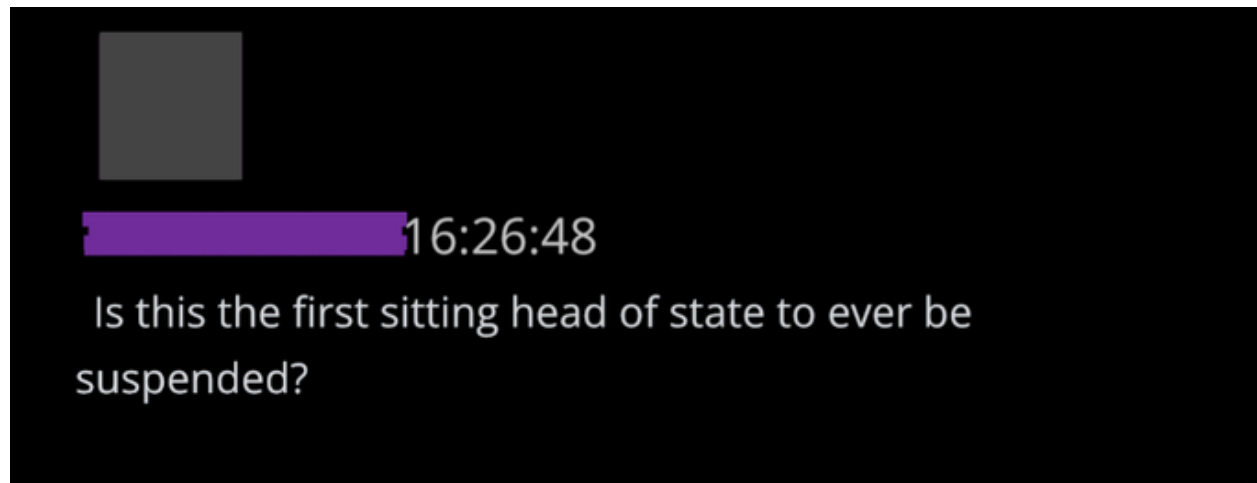 16:26:48
Is this the first sitting head of state to ever be
suspended?